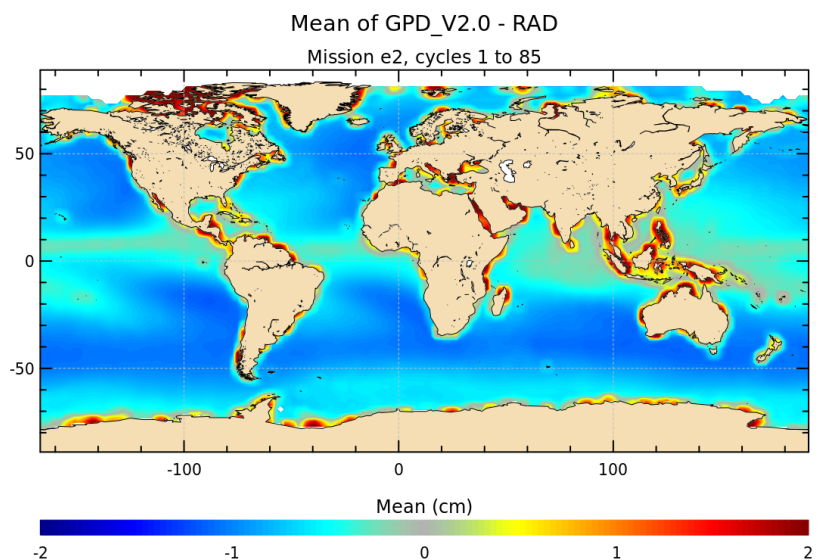 Mean of GPD_V2.0 - RAD
Mission e2, cycles 1 to 85
50
0
-50
-100 0 100
Mean (cm)
-2 -1 0 1 2